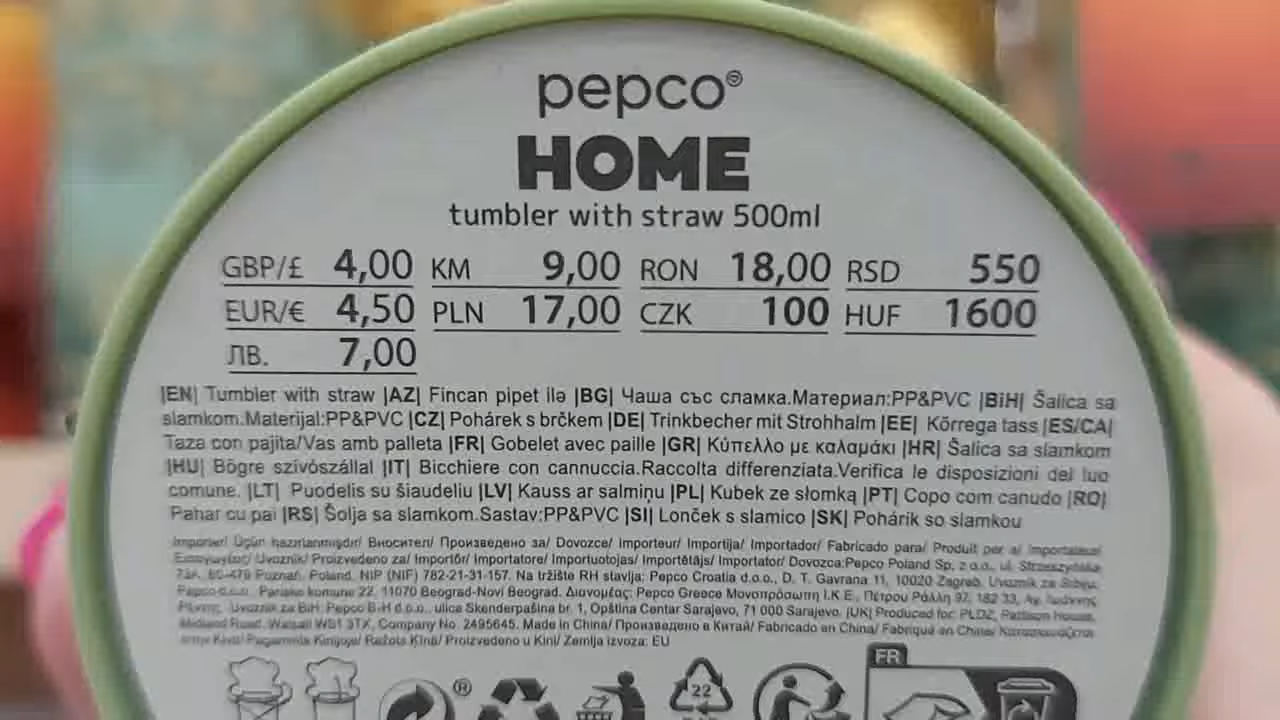 pepco®
HOME
tumbler with straw 500ml
GBP/£ 4,00 KM 9,00 RON 18,00 RSD 550
EUR/€ 4,50 PLN 17,00 CZK 100 HUF 1600
ЛВ. 7,00
|EN| Tumbler with straw |AZ| Fincan pipet ilə |BG| Чаша със сламка.Материал:PP&PVC |BiH| Šalica sa
slamkom.Materijal:PP&PVC |CZ| Pohárek s brčkem |DE| Trinkbecher mit Strohhalm |EE| Kõrrega tass |ES/CA|
Taza con pajita/Vas amb palleta |FR| Gobelet avec paille |GR| Κύπελλο με καλαμάκι |HR| Šalica sa slamkom
|HU| Bögre szívószállal |IT| Bicchiere con cannuccia.Raccolta differenziata.Verifica le disposizioni del tuo
comune. |LT| Puodelis su šiaudeliu |LV| Kauss ar salmiņu |PL| Kubek ze słomką |PT| Copo com canudo |RO|
Pahar cu pai |RS| Šolja sa slamkom.Sastav:PP&PVC |SI| Lonček s slamico |SK| Pohárik so slamkou
Importer/ Üçün hazırlanmışdır/ Вносител/ Произведено за/ Dovozce/ Importeur/ Importija/ Importador/ Fabricado para/ Produit per a/ Importateur/
Εισαγωγέας/ Uvoznik/ Proizvedeno za/ Importőr/ Importatore/ Importuotojas/ Importētājs/ Importator/ Dovozca:Pepco Poland Sp. z o.o., ul. Strzeszyńska
73A, 60-479 Poznań, Poland, NIP (NIF) 782-21-31-157. Na tržište RH stavlja: Pepco Croatia d.o.o., D. T. Gavrana 11, 10020 Zagreb. Uvoznik za Srbiju:
Pepco d.o.o., Pariske komune 22, 11070 Beograd-Novi Beograd. Διανομέας: Pepco Greece Μονοπρόσωπη Ι.Κ.Ε., Πέτρου Ράλλη 97, 182 33, Αγ. Ιωάννης
Ρέντης. Uvoznik za BiH: Pepco B-H d.o.o., ulica Skenderpašina br. 1, Opština Centar Sarajevo, 71 000 Sarajevo. (UK) Produced for: PLDZ,
Midland Road, Walsall WS1 3TX, Company No. 2495645. Made in China/ Произведено в Китай/ Fabricado en China/ Fabriqué en Chine/
Kínai/ Pagaminta Kinijoje/ Ražots Ķīnā/ Proizvedeno u Kini/ Zemlja izvoza: EU
®
22
FR